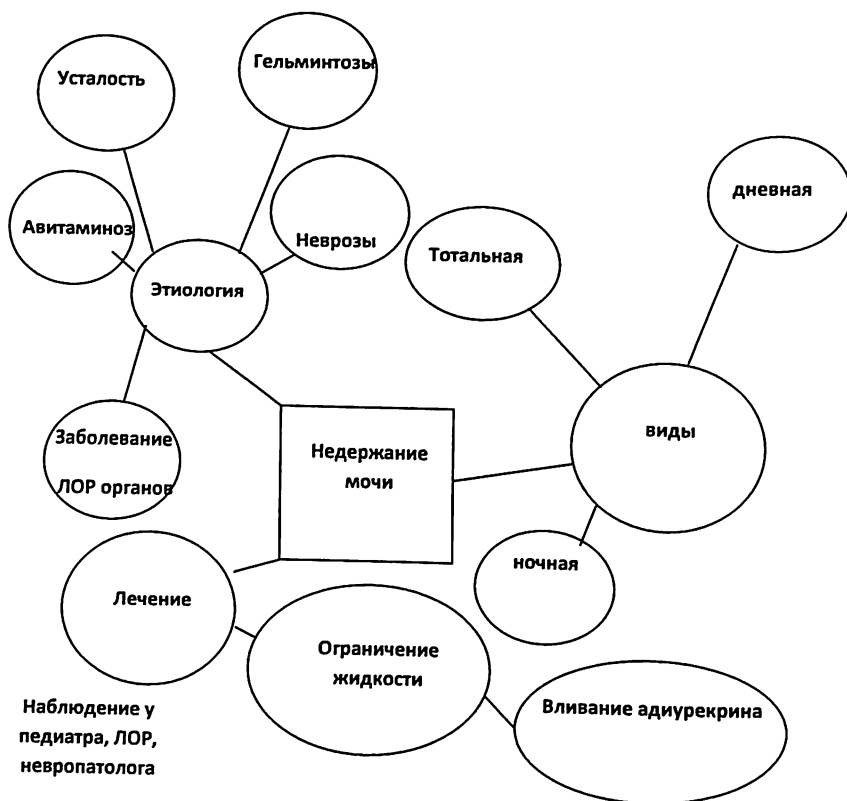 Гельминтозы
Усталость
дневная
Авитаминоз
Неврозы
Тотальная
Этиология
виды
Заболевание
ЛОР органов
Недержание
мочи
ночная
Лечение
Ограничение
жидкости
Вливание адиурекрина
Наблюдение у
педиатра, ЛОР,
невропатолога